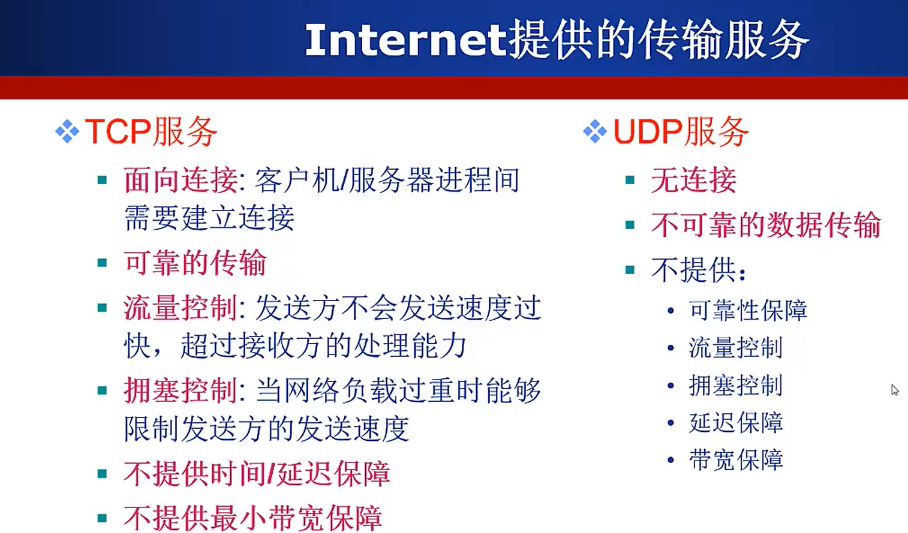 Internet提供的传输服务
TCP服务
面向连接: 客户机/服务器进程间
需要建立连接
可靠的传输
流量控制: 发送方不会发送速度过
快，超过接收方的处理能力
拥塞控制: 当网络负载过重时能够
限制发送方的发送速度
不提供时间/延迟保障
不提供最小带宽保障
UDP服务
无连接
不可靠的数据传输
不提供：
可靠性保障
流量控制
拥塞控制
延迟保障
带宽保障